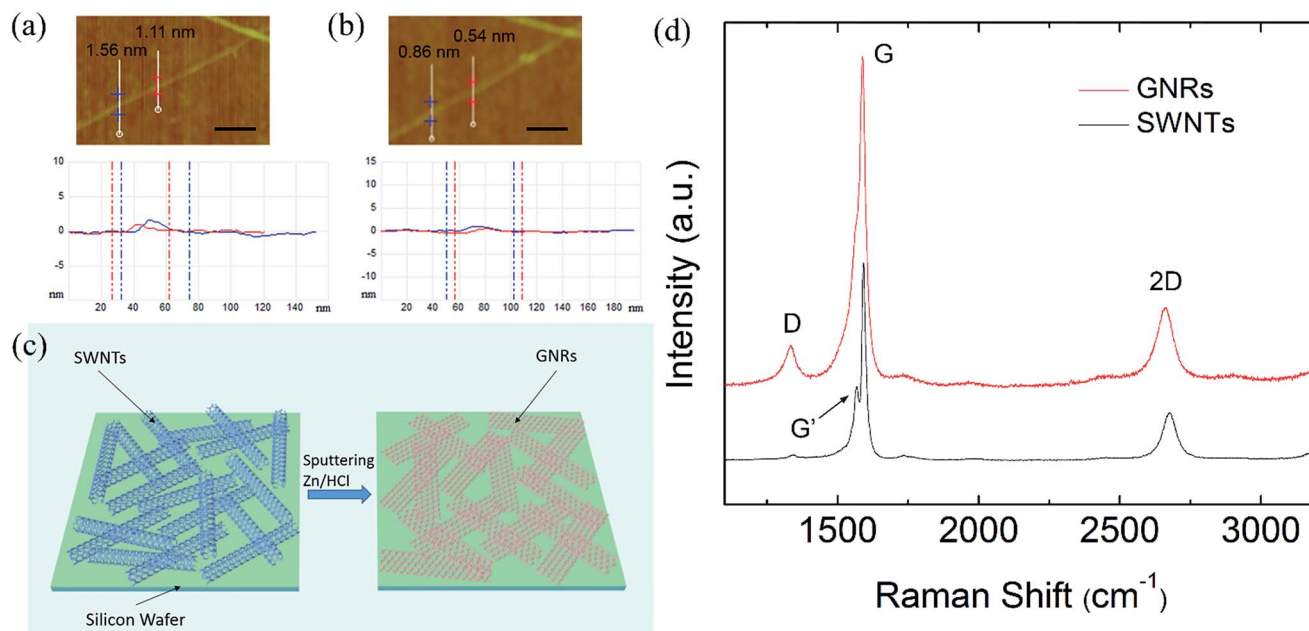 (a)
1.56 nm
1.11 nm
10
5
0
-5
nm
20
40
60
80
100
120
140
nm
(b)
0.86 nm
0.54 nm
15
10
5
0
-5
-10
nm
0
20
40
60
80
100
120
140
160
180
nm
(c)
SWNTs
GNRs
Sputtering
Zn/HCl
Silicon Wafer
(d)
G
GNRs
SWNTs
D
2D
G'
Intensity (a.u.)
1500
2000
2500
3000
Raman Shift (cm⁻¹)